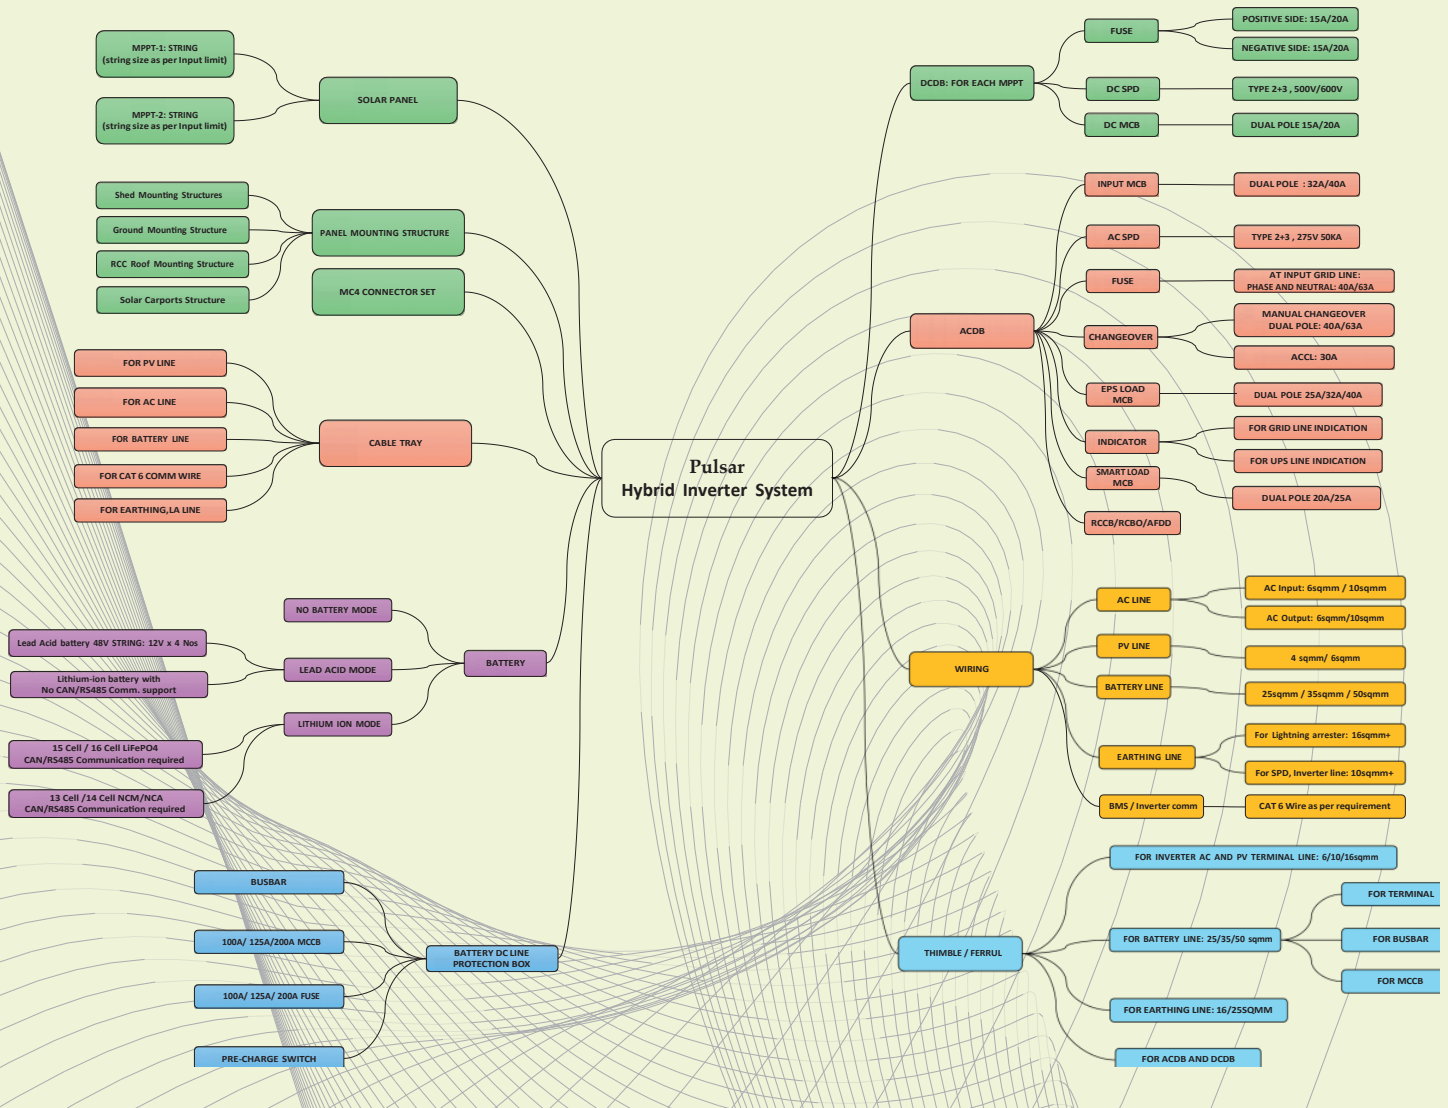 Pulsar
Hybrid Inverter System
SOLAR PANEL
MPPT-1: STRING
(string size as per Input limit)
MPPT-2: STRING
(string size as per Input limit)
PANEL MOUNTING STRUCTURE
Shed Mounting Structures
Ground Mounting Structure
RCC Roof Mounting Structure
Solar Carports Structure
MC4 CONNECTOR SET
CABLE TRAY
FOR PV LINE
FOR AC LINE
FOR BATTERY LINE
FOR CAT 6 COMM WIRE
FOR EARTHING,LA LINE
BATTERY
NO BATTERY MODE
LEAD ACID MODE
Lead Acid battery 48V STRING: 12V x 4 Nos
Lithium-ion battery with
No CAN/RS485 Comm. support
LITHIUM ION MODE
15 Cell / 16 Cell LiFePO4
CAN/RS485 Communication required
13 Cell /14 Cell NCM/NCA
CAN/RS485 Communication required
BATTERY DC LINE
PROTECTION BOX
BUSBAR
100A/ 125A/200A MCCB
100A/ 125A/ 200A FUSE
PRE-CHARGE SWITCH
DCDB: FOR EACH MPPT
FUSE
POSITIVE SIDE: 15A/20A
NEGATIVE SIDE: 15A/20A
DC SPD
TYPE 2+3 , 500V/600V
DC MCB
DUAL POLE 15A/20A
ACDB
INPUT MCB
DUAL POLE : 32A/40A
AC SPD
TYPE 2+3 , 275V 50KA
FUSE
AT INPUT GRID LINE:
PHASE AND NEUTRAL: 40A/63A
CHANGEOVER
MANUAL CHANGEOVER
DUAL POLE: 40A/63A
ACCL: 30A
EPS LOAD
MCB
DUAL POLE 25A/32A/40A
INDICATOR
FOR GRID LINE INDICATION
FOR UPS LINE INDICATION
SMART LOAD
MCB
DUAL POLE 20A/25A
RCCB/RCBO/AFDD
WIRING
AC LINE
AC Input: 6sqmm / 10sqmm
AC Output: 6sqmm/10sqmm
PV LINE
4 sqmm/ 6sqmm
BATTERY LINE
25sqmm / 35sqmm / 50sqmm
EARTHING LINE
For Lightning arrester: 16sqmm+
For SPD, Inverter line: 10sqmm+
BMS / Inverter comm
CAT 6 Wire as per requirement
THIMBLE / FERRUL
FOR INVERTER AC AND PV TERMINAL LINE: 6/10/16sqmm
FOR BATTERY LINE: 25/35/50 sqmm
FOR TERMINAL
FOR BUSBAR
FOR MCCB
FOR EARTHING LINE: 16/25SQMM
FOR ACDB AND DCDB